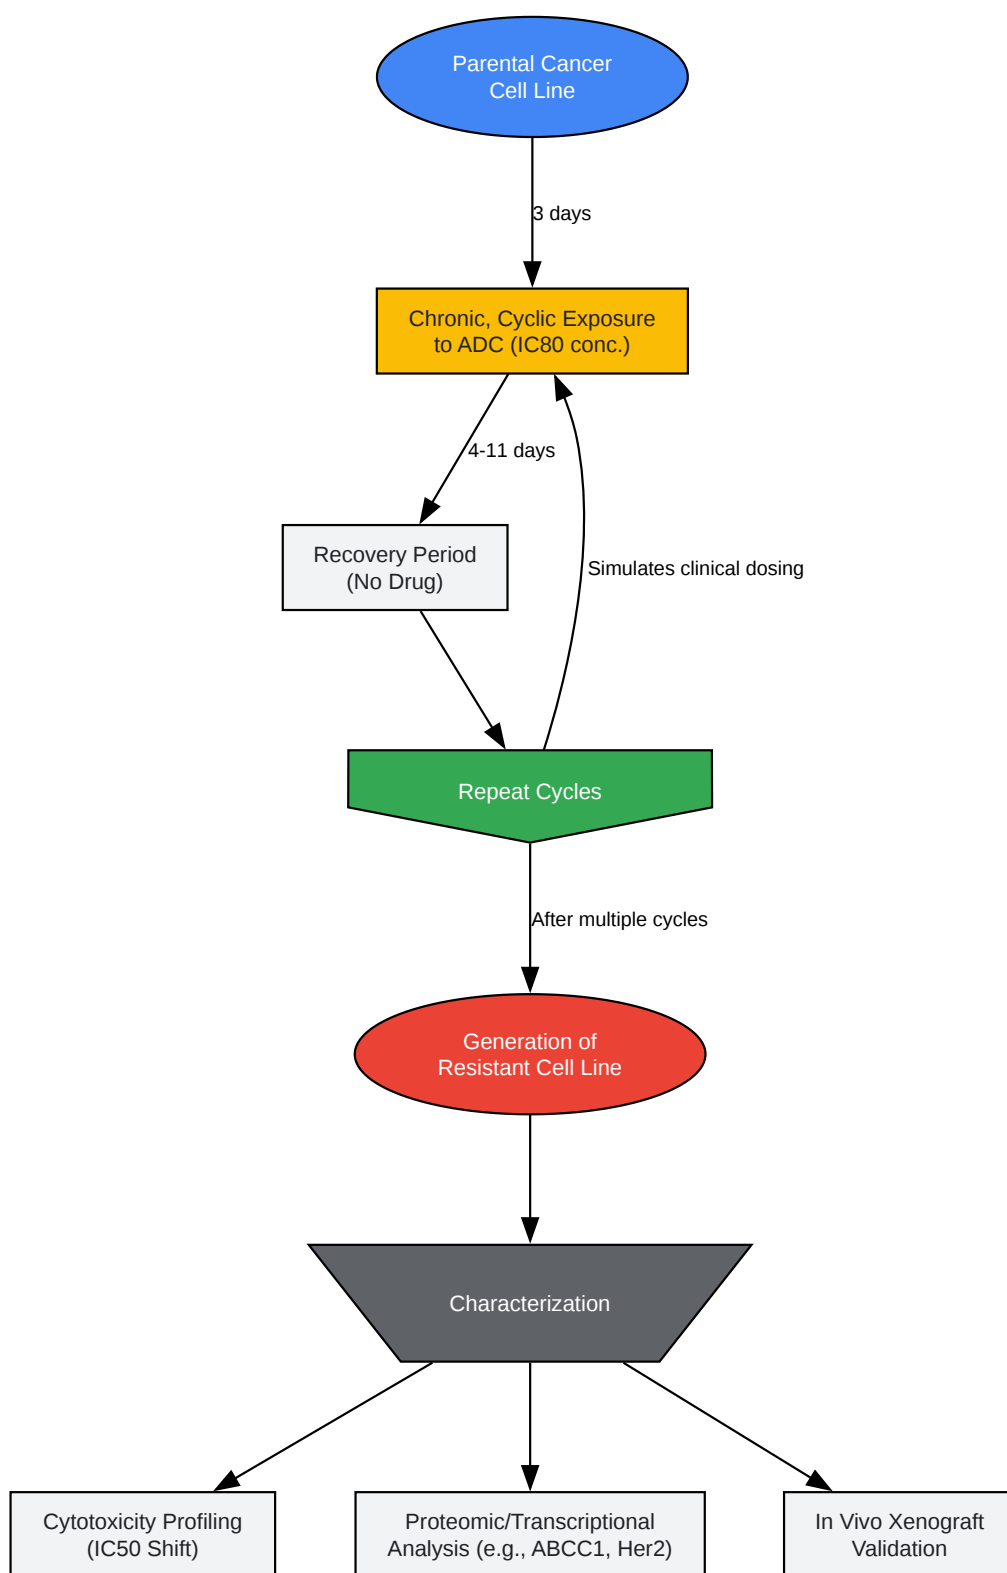 Parental Cancer
Cell Line
3 days
Chronic, Cyclic Exposure
to ADC (IC80 conc.)
4-11 days
Recovery Period
(No Drug)
Simulates clinical dosing
Repeat Cycles
After multiple cycles
Generation of
Resistant Cell Line
Characterization
Cytotoxicity Profiling
(IC50 Shift)
Proteomic/Transcriptional
Analysis (e.g., ABCC1, Her2)
In Vivo Xenograft
Validation